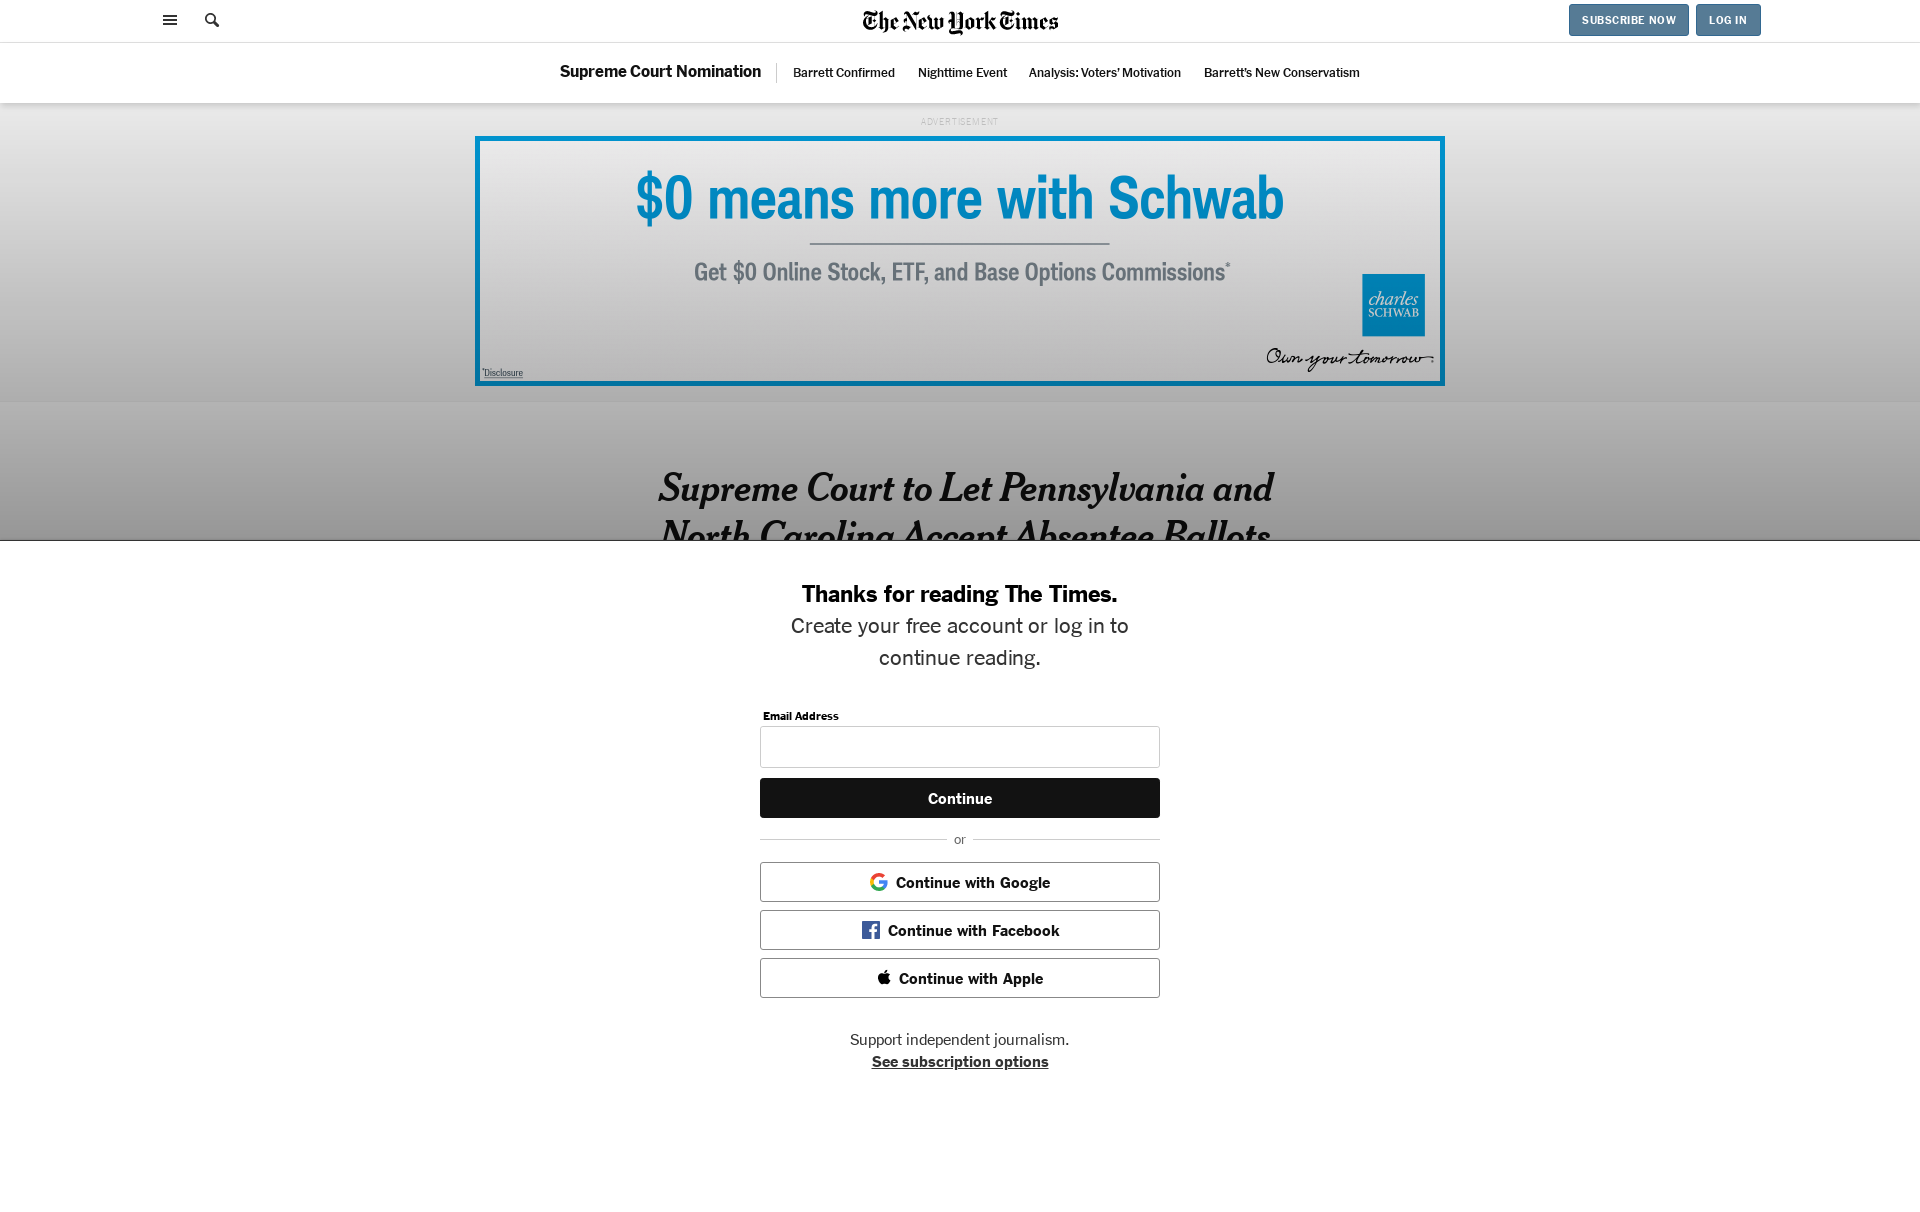 The New York Times
SUBSCRIBE NOW
LOG IN
Supreme Court Nomination
Barrett Confirmed
Nighttime Event
Analysis: Voters' Motivation
Barrett's New Conservatism
ADVERTISEMENT
$0 means more with Schwab
Get $0 Online Stock, ETF, and Base Options Commissions*
charles
SCHWAB
Own your tomorrow
*Disclosure
Supreme Court to Let Pennsylvania and
North Carolina Accept Absentee Ballots
Thanks for reading The Times.
Create your free account or log in to
continue reading.
Email Address
Continue
or
Continue with Google
Continue with Facebook
Continue with Apple
Support independent journalism.
See subscription options